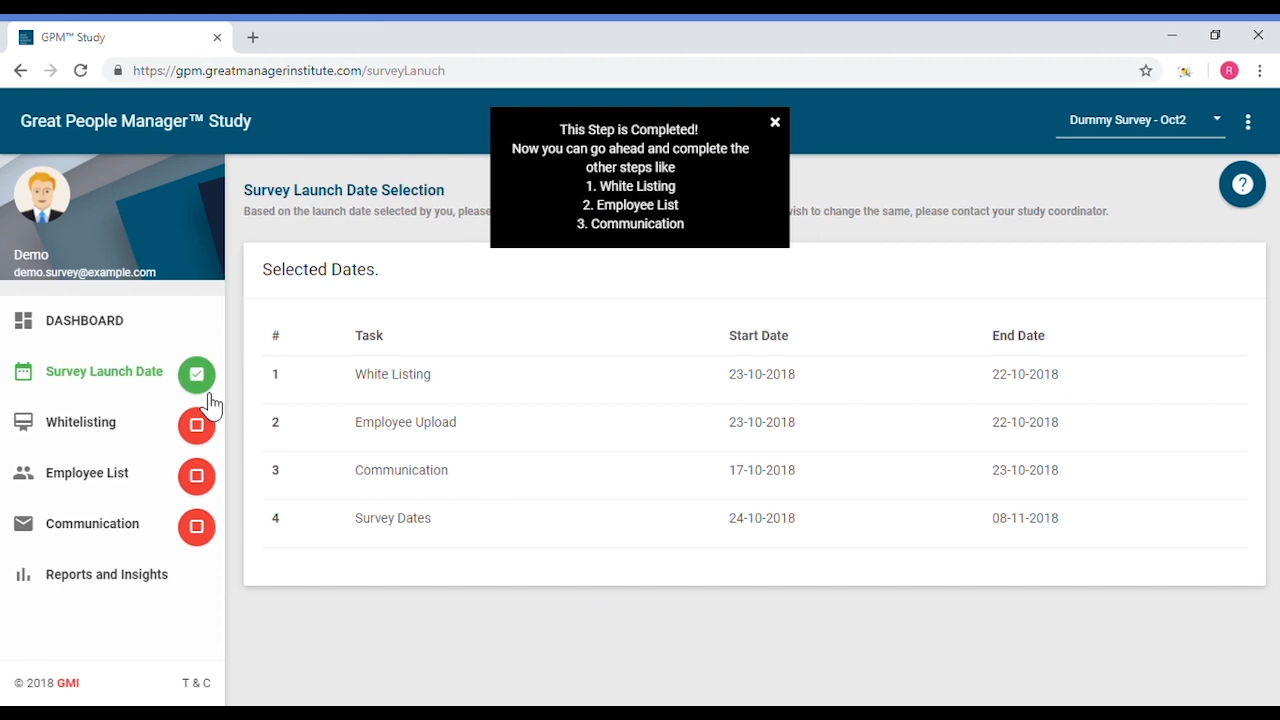 GPM™ Study
https://gpm.greatmanagerinstitute.com/surveyLanuch
R
Great People Manager™ Study
Dummy Survey - Oct2
This Step is Completed!
Now you can go ahead and complete the
other steps like
1. White Listing
2. Employee List
3. Communication
Demo
demo.survey@example.com
DASHBOARD
Survey Launch Date
Whitelisting
Employee List
Communication
Reports and Insights
© 2018 GMI T & C
Survey Launch Date Selection
Based on the launch date selected by you, please wish to change the same, please contact your study coordinator.
?
Selected Dates.
# Task Start Date End Date
1 White Listing 23-10-2018 22-10-2018
2 Employee Upload 23-10-2018 22-10-2018
3 Communication 17-10-2018 23-10-2018
4 Survey Dates 24-10-2018 08-11-2018